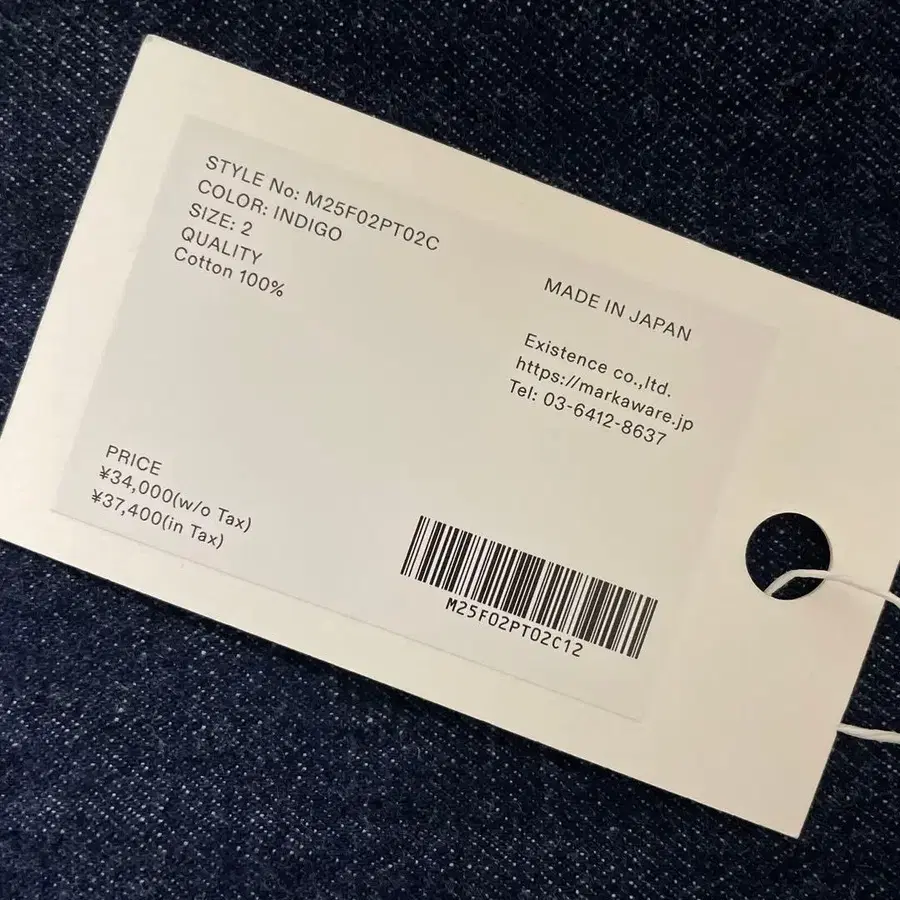 STYLE No: M25F02PT02C
COLOR: INDIGO
SIZE: 2
QUALITY
Cotton 100%
MADE IN JAPAN
Existence co.,ltd.
https://markaware.jp
Tel: 03-6412-8637
PRICE
¥34,000(w/o Tax)
¥37,400(in Tax)
M25F02PT02C12